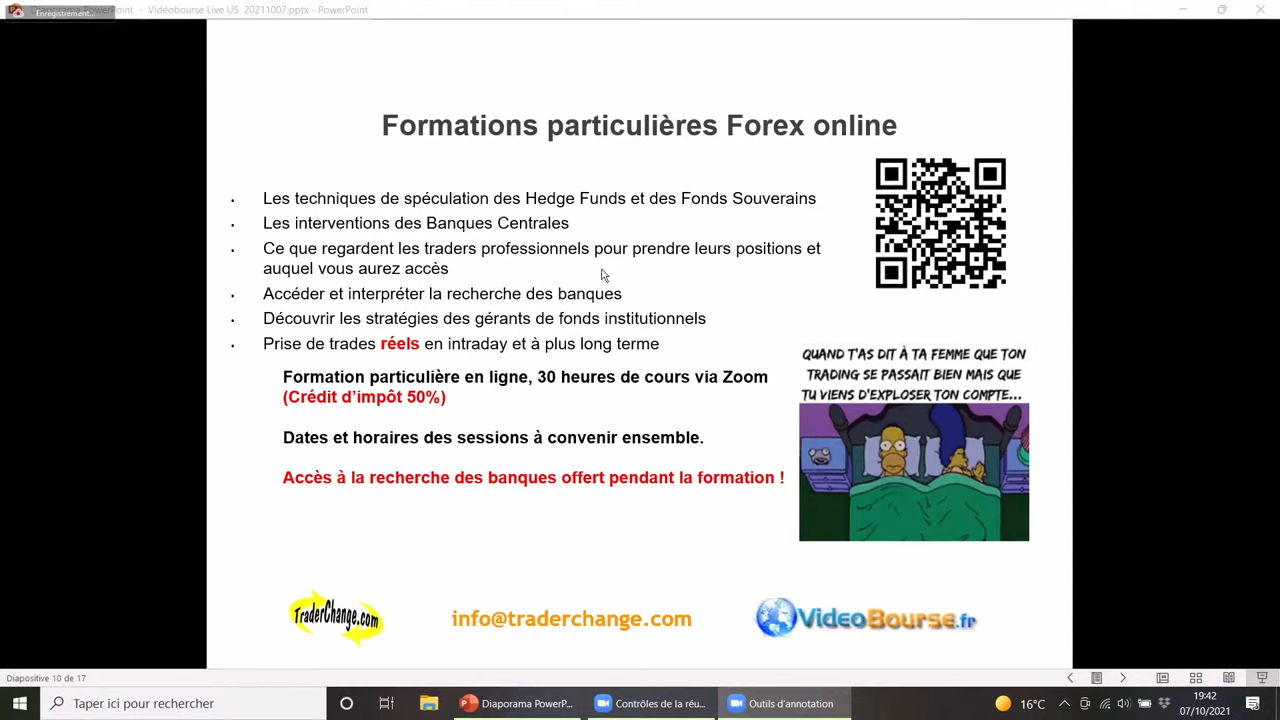 Enregistrement...
Diaporama PowerPoint - Vidéobourse Live US 20211007.pptx - PowerPoint
Formations particulières Forex online
• Les techniques de spéculation des Hedge Funds et des Fonds Souverains
• Les interventions des Banques Centrales
• Ce que regardent les traders professionnels pour prendre leurs positions et
auquel vous aurez accès
• Accéder et interpréter la recherche des banques
• Découvrir les stratégies des gérants de fonds institutionnels
• Prise de trades réels en intraday et à plus long terme
Formation particulière en ligne, 30 heures de cours via Zoom
(Crédit d’impôt 50%)
Dates et horaires des sessions à convenir ensemble.
Accès à la recherche des banques offert pendant la formation !
QUAND T'AS DIT À TA FEMME QUE TON
TRADING SE PASSAIT BIEN MAIS QUE
TU VIENS D'EXPLOSER TON COMPTE...
TraderChange.com
info@traderchange.com
VideoBourse.fr
Diapositive 10 de 17
Taper ici pour rechercher
Diaporama PowerP...
Contrôles de la réu...
Outils d'annotation
16°C
19:42
07/10/2021